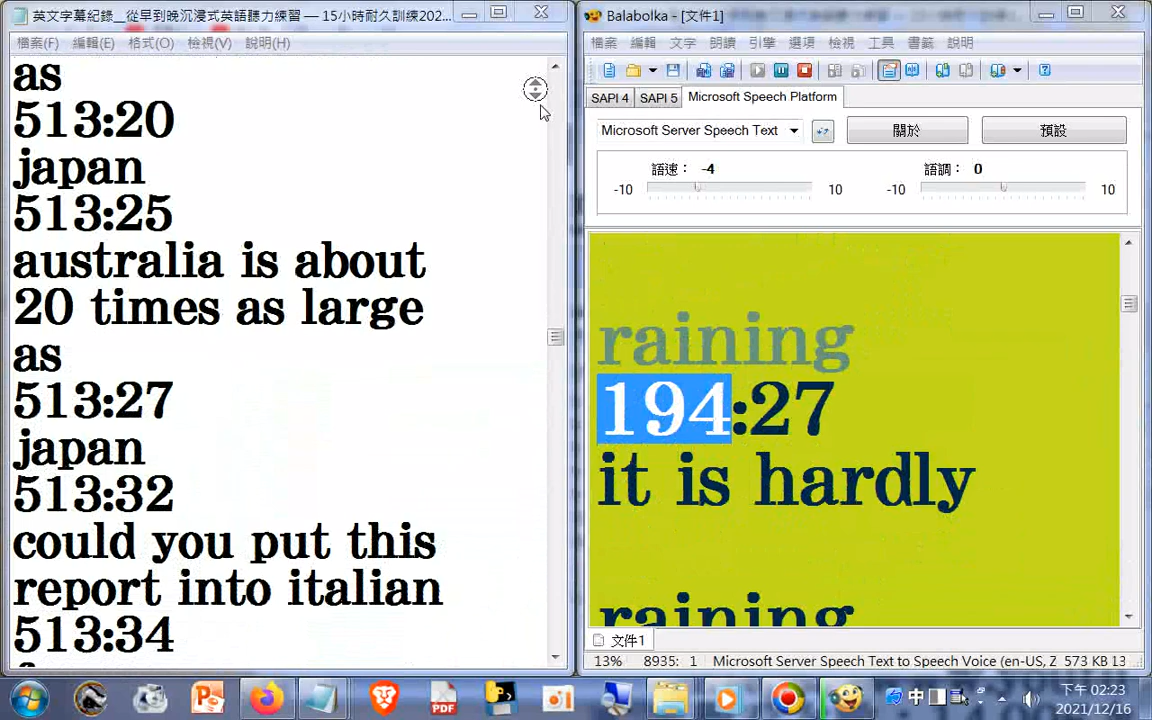 英文字幕紀錄__從早到晚沉浸式英語聽力練習 — 15小時耐久訓練202...
檔案(F) 編輯(E) 格式(O) 檢視(V) 說明(H)
as
513:20
japan
513:25
australia is about
20 times as large
as
513:27
japan
513:32
could you put this
report into italian
513:34
Balabolka - [文件1]
檔案 編輯 文字 朗讀 引擎 選項 檢視 工具 書籤 說明
SAPI 4 SAPI 5 Microsoft Speech Platform
Microsoft Server Speech Text 關於 預設
語速： -4 語調： 0
-10 10 -10 10
raining
194:27
it is hardly
raining
文件1
13% 8935: 1 Microsoft Server Speech Text to Speech Voice (en-US, Z 573 KB 13
PDF 中 下午 02:23
2021/12/16